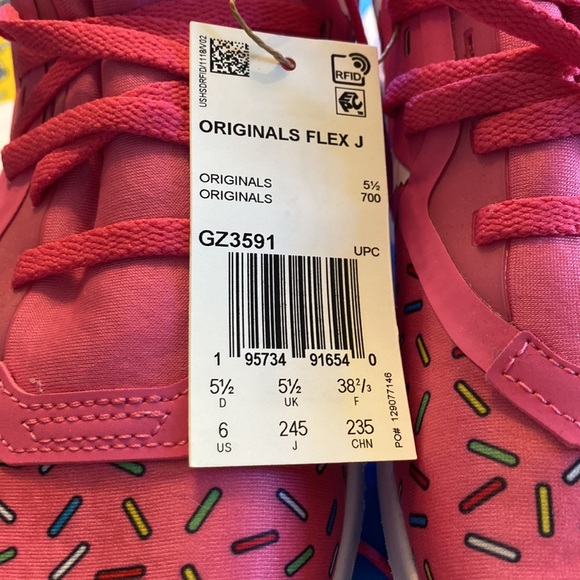 USHSDRFID/1118/V02
RFID
ORIGINALS FLEX J
ORIGINALS 5½
ORIGINALS 700
GZ3591 UPC
1 95734 91654 0
5½ 5½ 38⅔
D UK F
6 245 235
US J CHN
PO# 129077146